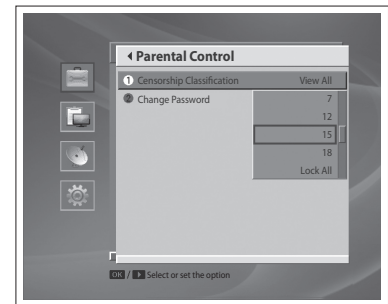 Parental Control
1 Censorship Classification View All
2 Change Password 7
12
15
18
Lock All
OK / Select or set the option